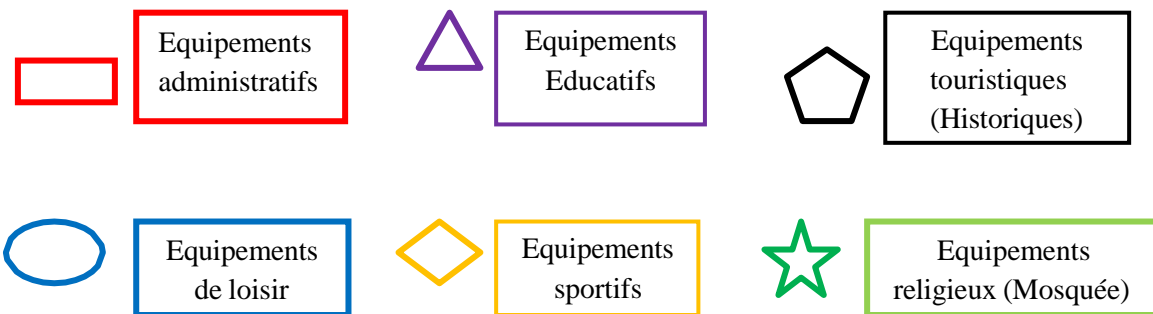 Equipements
administratifs
Equipements
Educatifs
Equipements
touristiques
(Historiques)
Equipements
de loisir
Equipements
sportifs
Equipements
religieux (Mosquée)